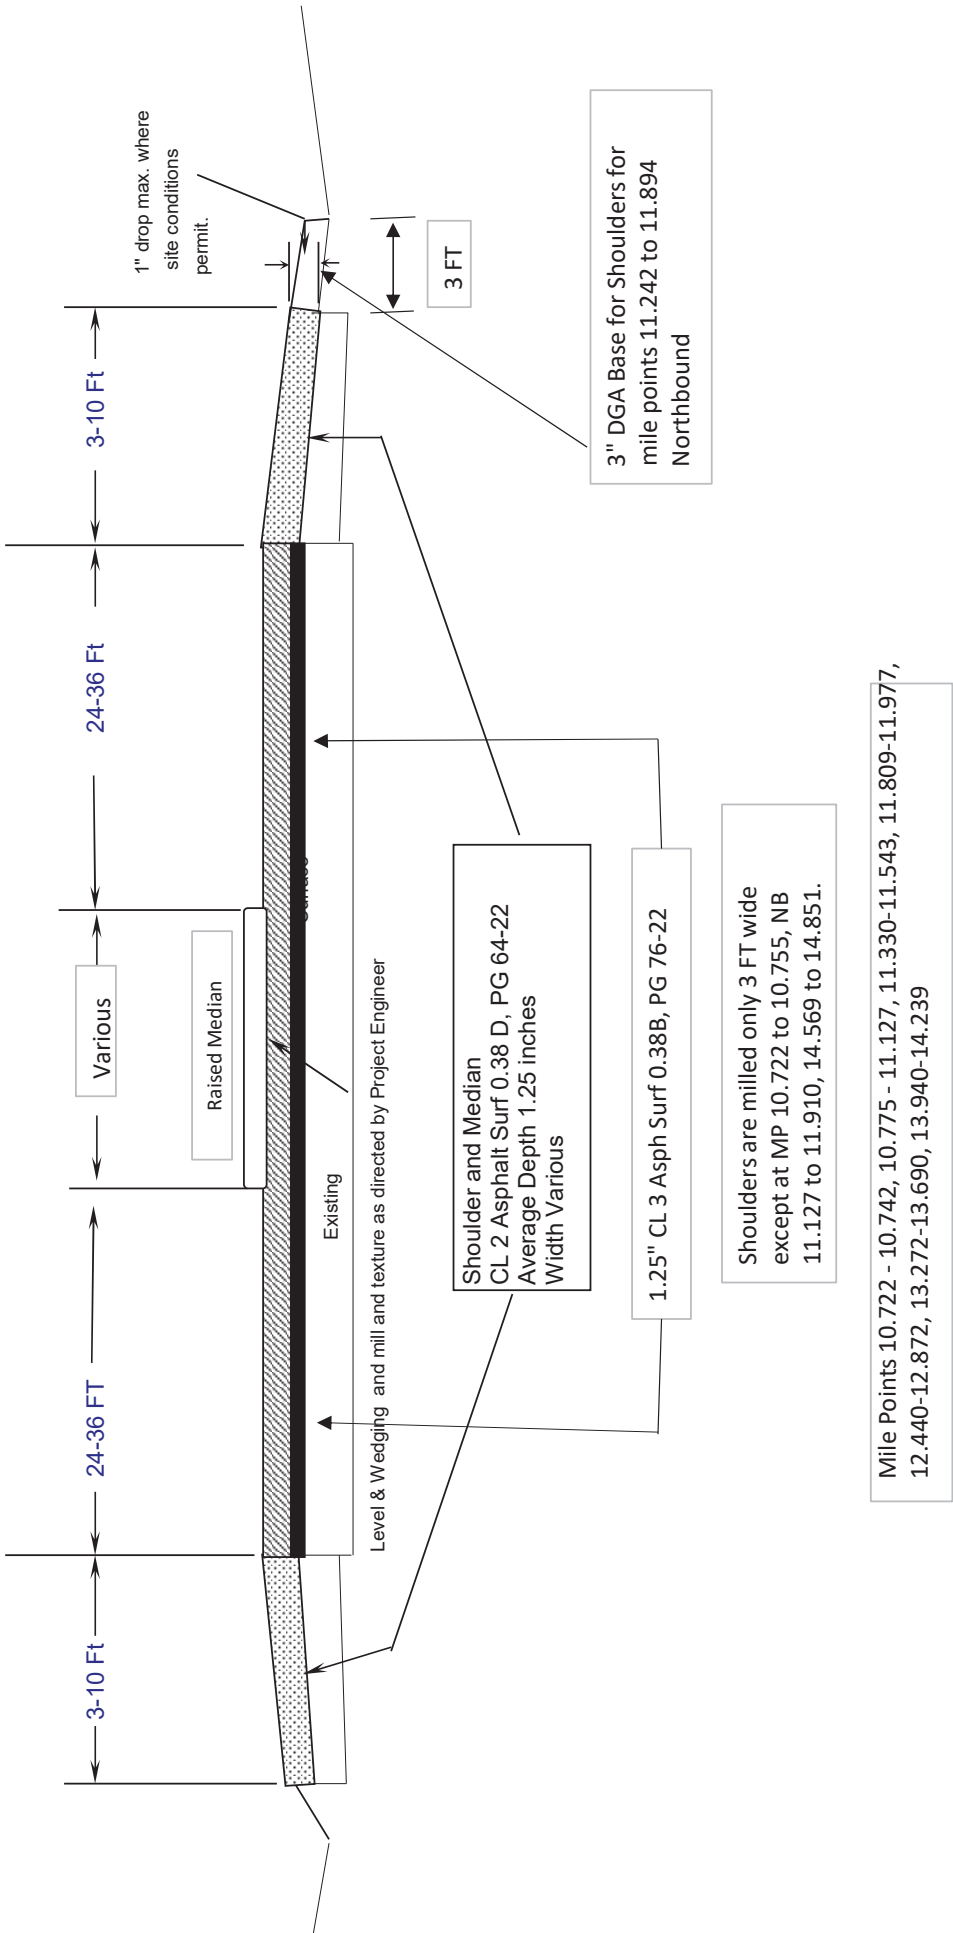 3-10 Ft
24-36 FT
Various
24-36 Ft
3-10 Ft
1" drop max. where
site conditions
permit.
Raised Median
Existing
Level & Wedging and mill and texture as directed by Project Engineer
3 FT
Shoulder and Median
CL 2 Asphalt Surf 0.38 D, PG 64-22
Average Depth 1.25 inches
Width Various
3" DGA Base for Shoulders for
mile points 11.242 to 11.894
Northbound
1.25" CL 3 Asph Surf 0.38B, PG 76-22
Shoulders are milled only 3 FT wide
except at MP 10.722 to 10.755, NB
11.127 to 11.910, 14.569 to 14.851.
Mile Points 10.722 - 10.742, 10.775 - 11.127, 11.330-11.543, 11.809-11.977,
12.440-12.872, 13.272-13.690, 13.940-14.239